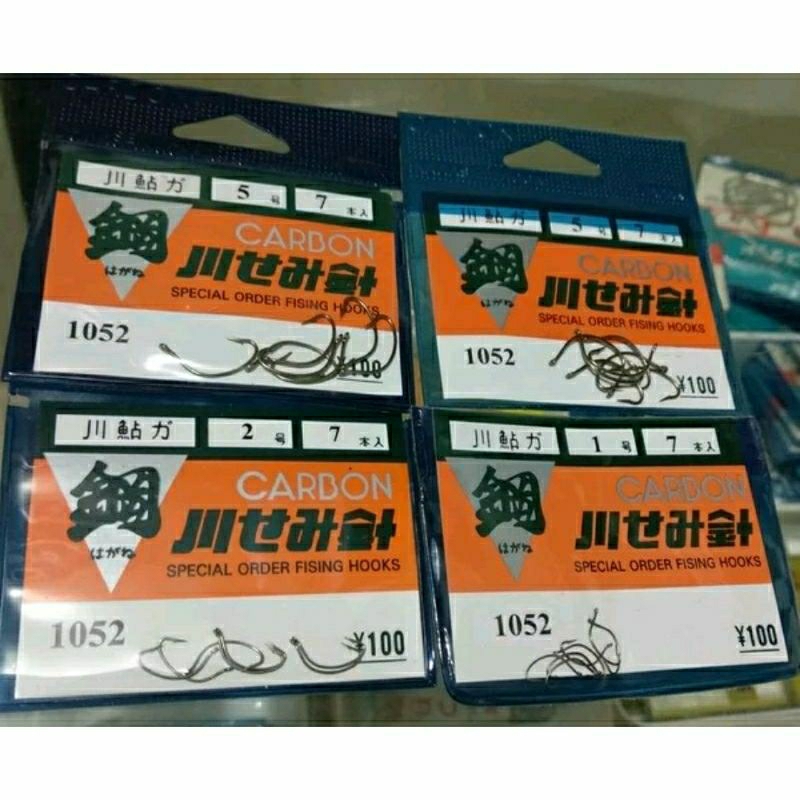 川鮎ガ 5号 7本入
CARBON
鋼
はがね
川せみ針
SPECIAL ORDER FISING HOOKS
1052
¥100
川鮎ガ 5号 7本入
CARBON
鋼
はがね
川せみ針
SPECIAL ORDER FISING HOOKS
1052
¥100
川鮎ガ 2号 7本入
CARBON
鋼
はがね
川せみ針
SPECIAL ORDER FISING HOOKS
1052
¥100
川鮎ガ 1号 7本入
CARBON
鋼
はがね
川せみ針
SPECIAL ORDER FISING HOOKS
1052
¥100